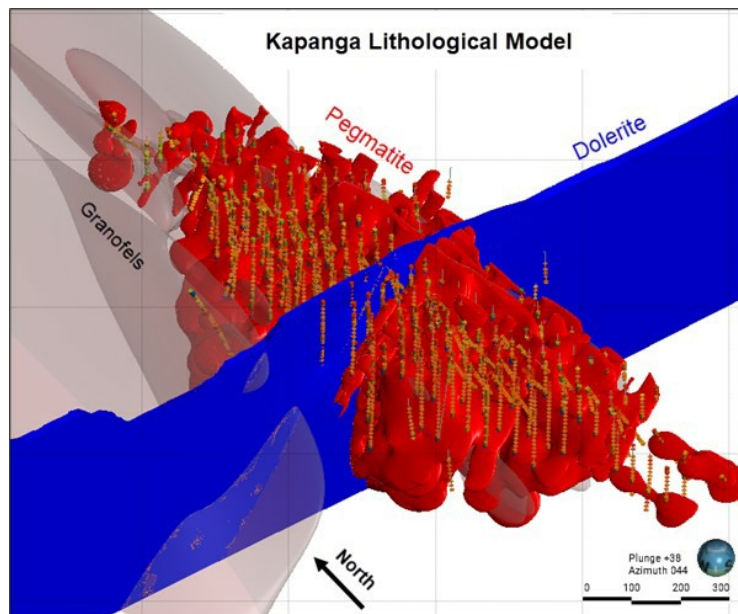 Kapanga Lithological Model
Pegmatite
Dolerite
Granofels
North
Plunge +38
Azimuth 044
0 100 200 300